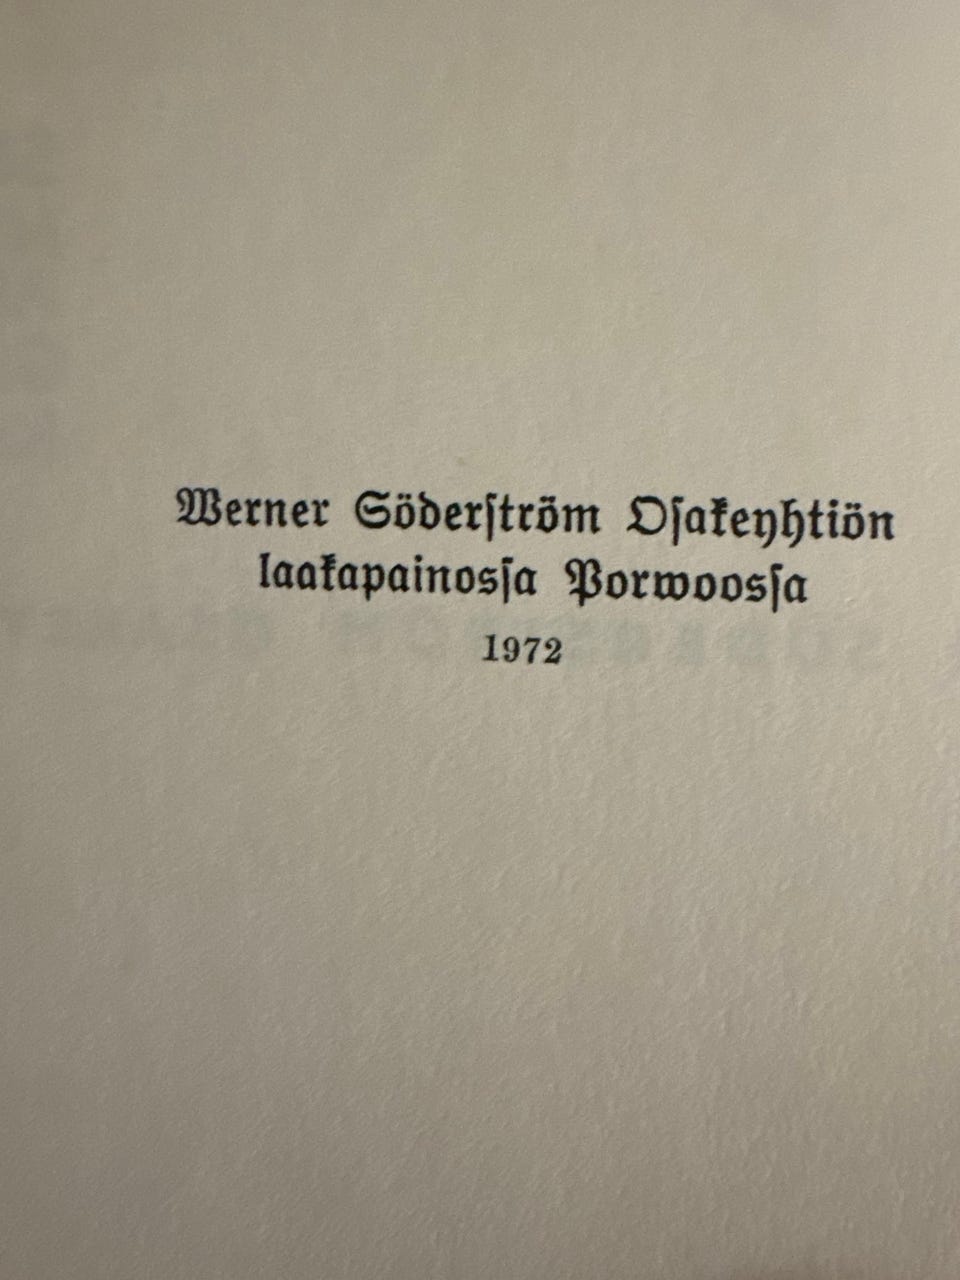 Werner Söderſtröm Oſakeyhtiön
laakapainosſa Porwoosſa
1972